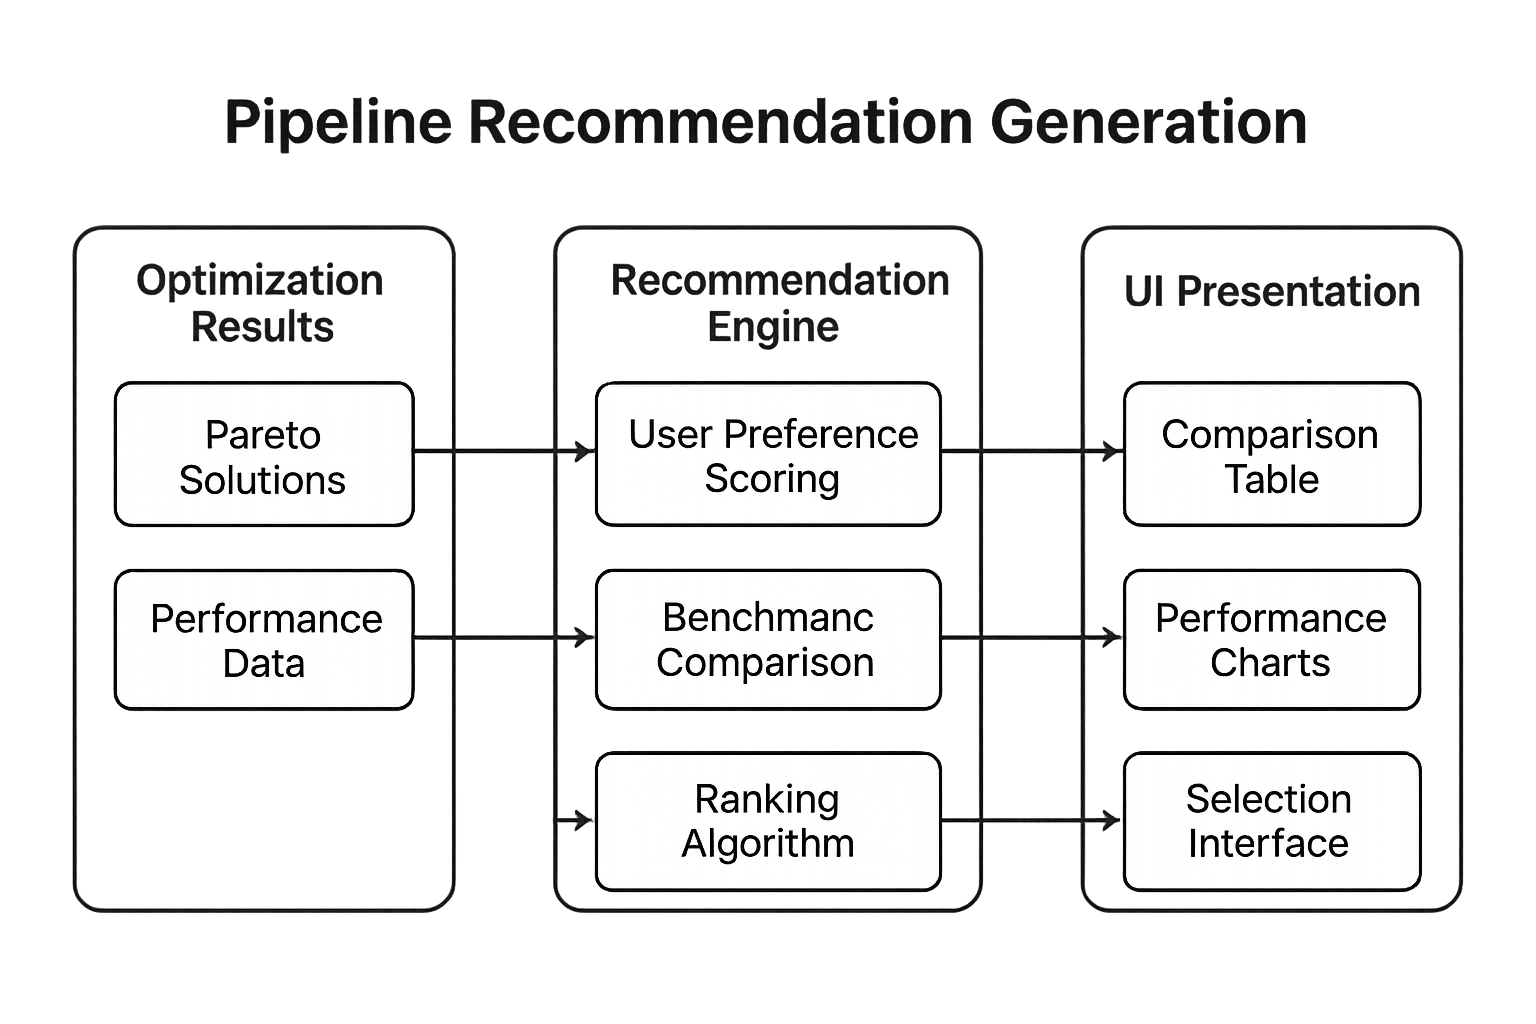 Pipeline Recommendation Generation
Optimization
Results
Pareto
Solutions
Performance
Data
Recommendation
Engine
User Preference
Scoring
Benchmanc
Comparison
Ranking
Algorithm
UI Presentation
Comparison
Table
Performance
Charts
Selection
Interface